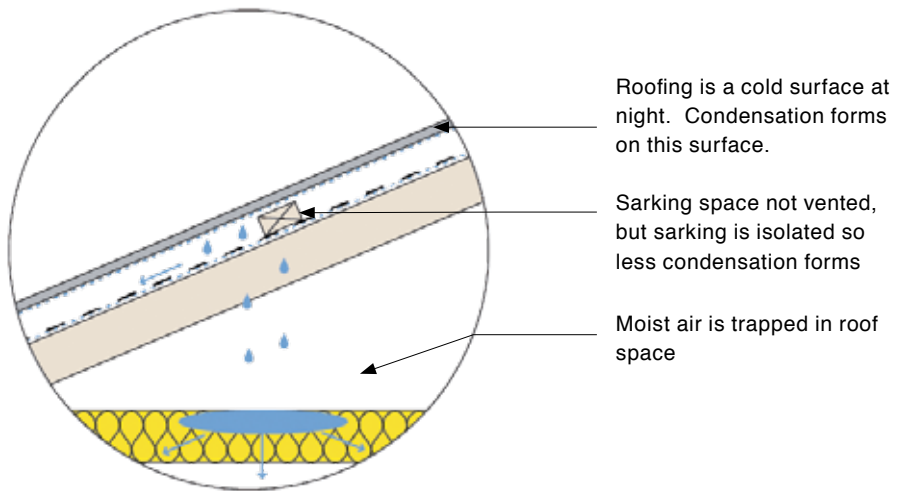 Roofing is a cold surface at
night.  Condensation forms
on this surface.
Sarking space not vented,
but sarking is isolated so
less condensation forms
Moist air is trapped in roof
space